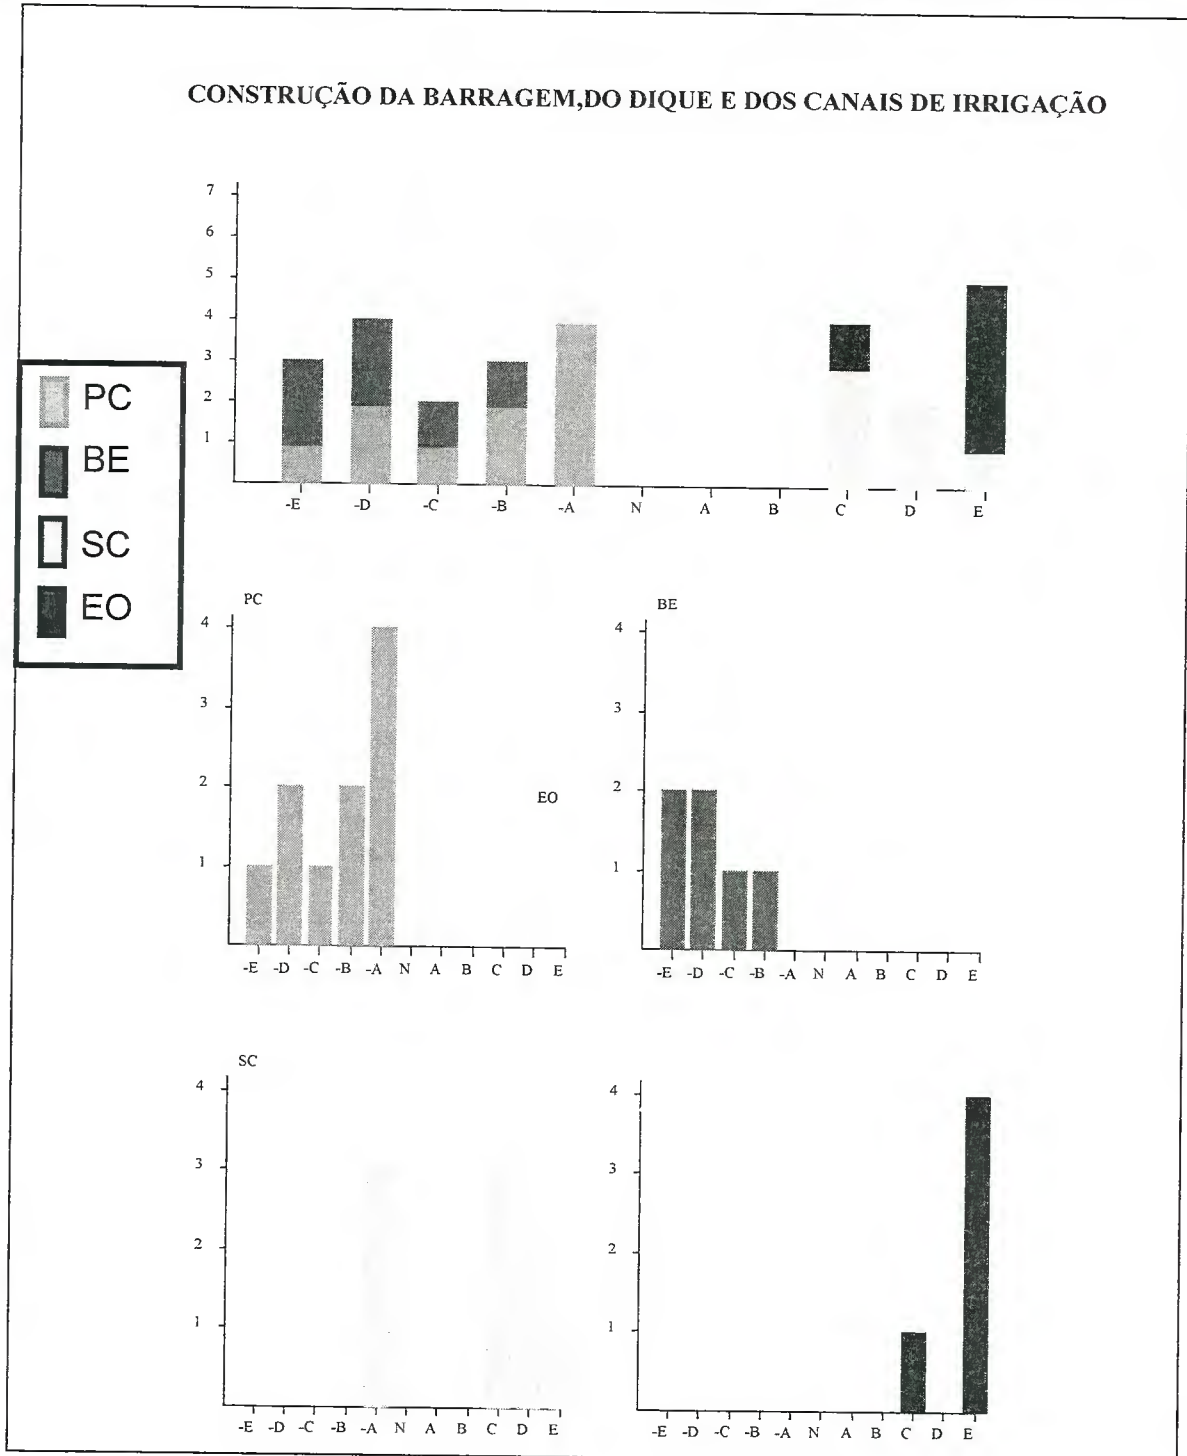 CONSTRUÇÃO DA BARRAGEM,DO DIQUE E DOS CANAIS DE IRRIGAÇÃO
7
6
5
4
3
2
1
-E -D -C -B -A N A B C D E
PC
BE
SC
EO
PC
4
3
2
1
-E -D -C -B -A N A B C D E
EO
BE
4
3
2
1
-E -D -C -B -A N A B C D E
SC
4
3
2
1
-E -D -C -B -A N A B C D E
4
3
2
1
-E -D -C -B -A N A B C D E